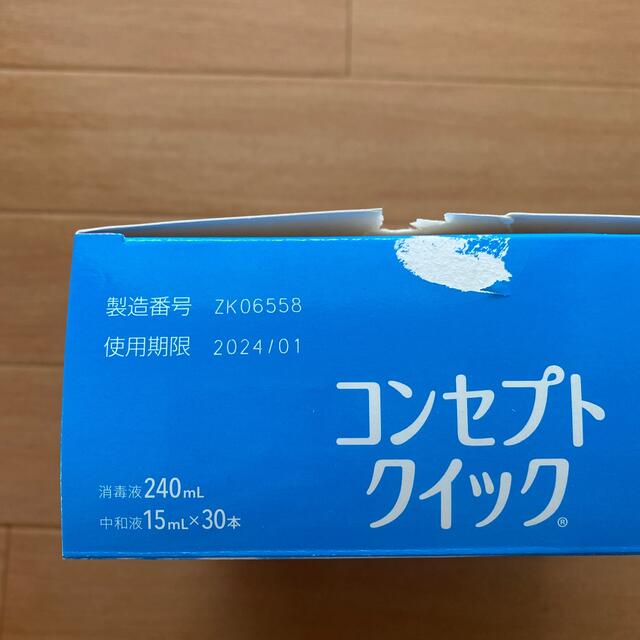 製造番号 ZK06558
使用期限 2024/01
コンセプト
クイック®
消毒液240mL
中和液15mL×30本